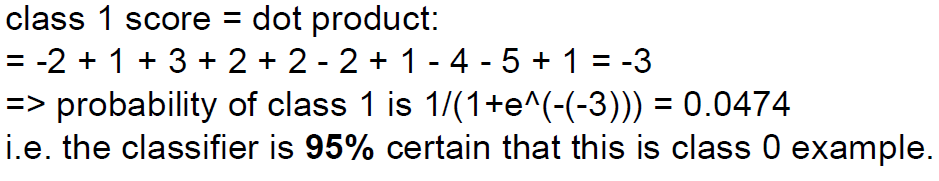 class 1 score = dot product:
= -2 + 1 + 3 + 2 + 2 - 2 + 1 - 4 - 5 + 1 = -3
=> probability of class 1 is 1/(1+e^(-(-3))) = 0.0474
i.e. the classifier is 95% certain that this is class 0 example.